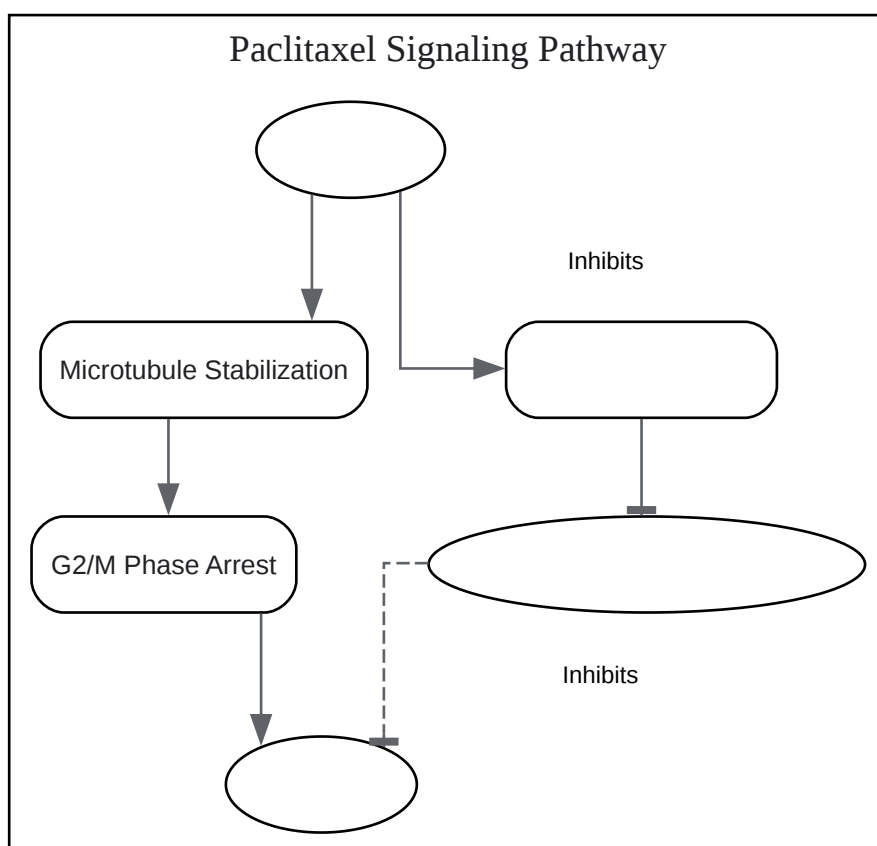 Paclitaxel Signaling Pathway
Inhibits
Microtubule Stabilization
G2/M Phase Arrest
Inhibits